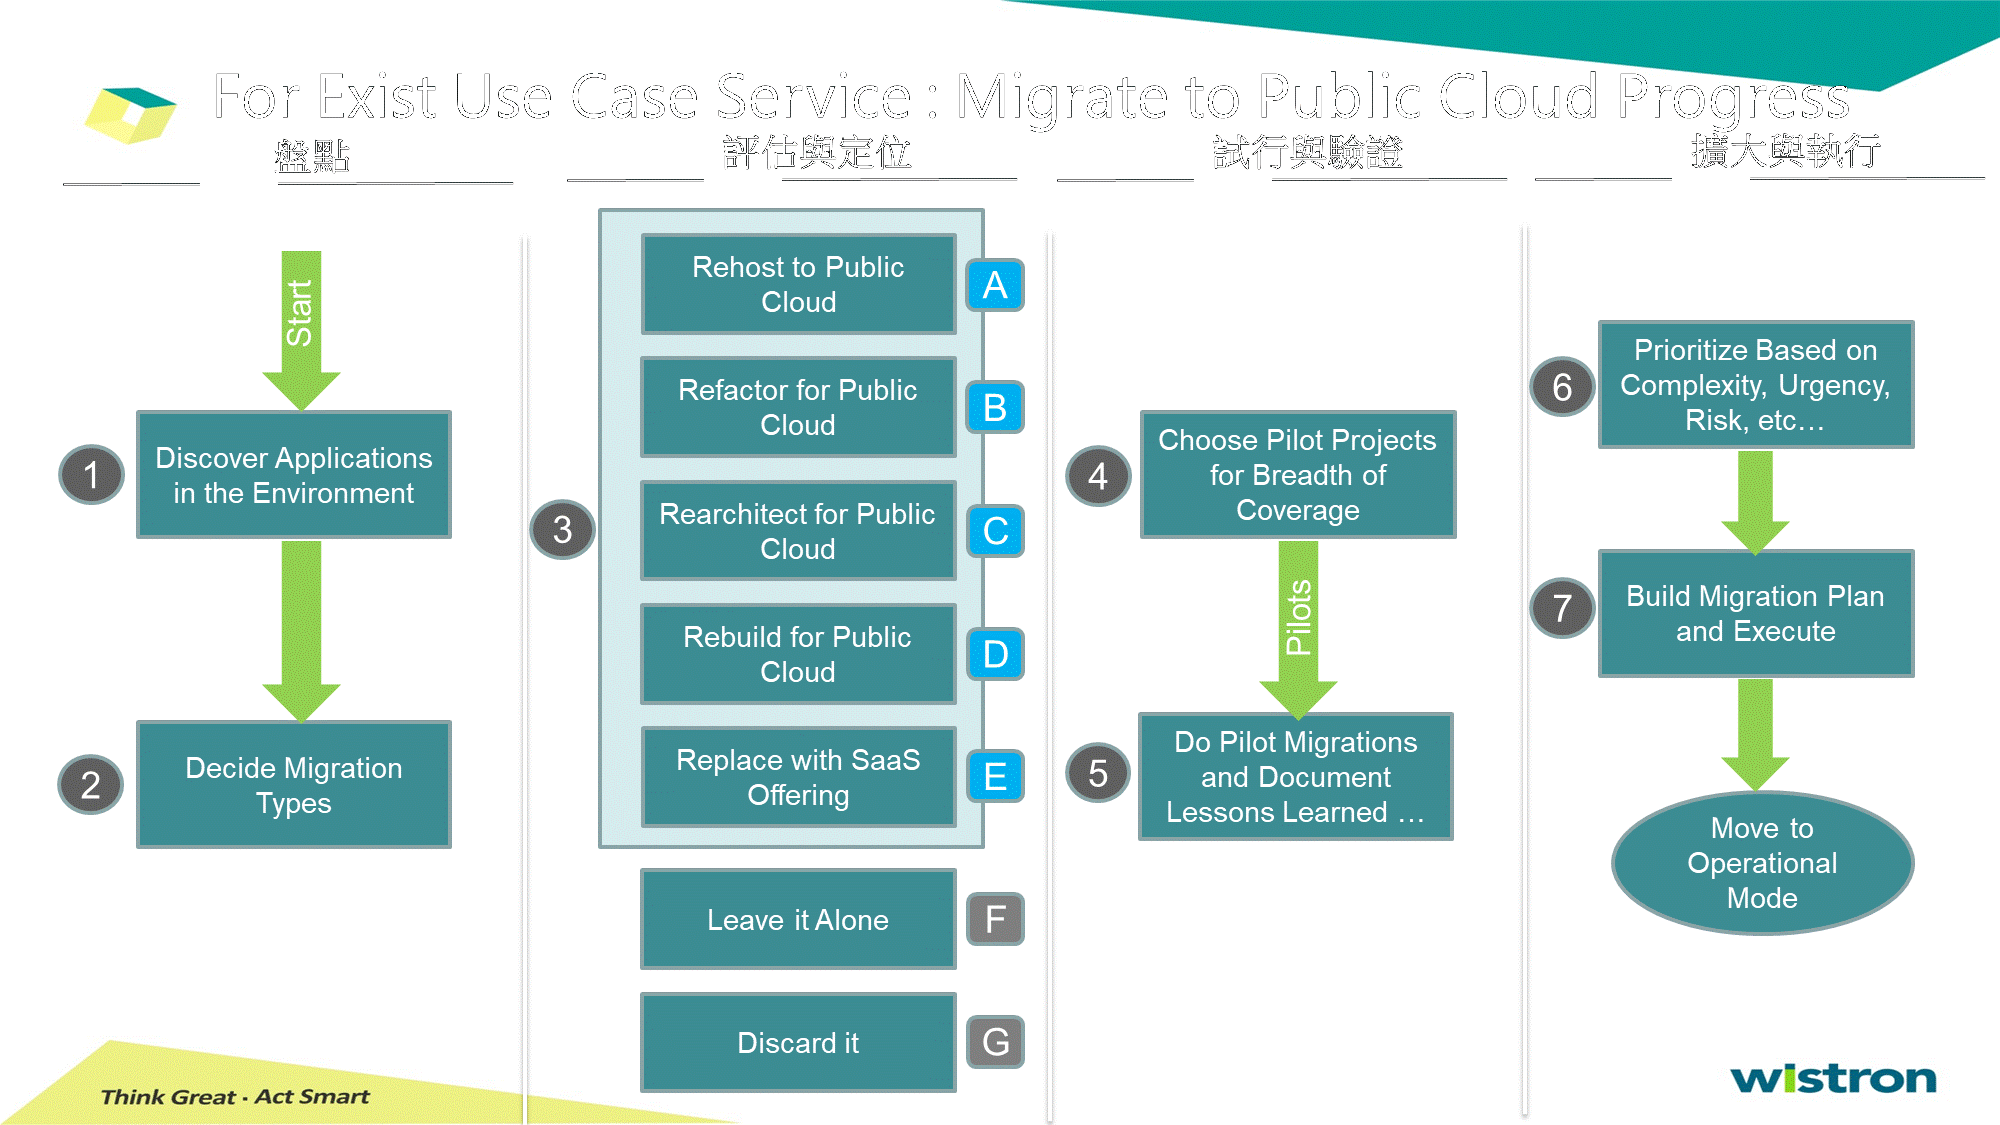 For Exist Use Case Service : Migrate to Public Cloud Progress
盤點
評估與定位
試行與驗證
擴大與執行
Start
1
Discover Applications
in the Environment
2
Decide Migration
Types
3
Rehost to Public
Cloud
A
Refactor for Public
Cloud
B
Rearchitect for Public
Cloud
C
Rebuild for Public
Cloud
D
Replace with SaaS
Offering
E
Leave it Alone
F
Discard it
G
4
Choose Pilot Projects
for Breadth of
Coverage
Pilots
5
Do Pilot Migrations
and Document
Lessons Learned ...
6
Prioritize Based on
Complexity, Urgency,
Risk, etc...
7
Build Migration Plan
and Execute
Move to
Operational
Mode
Think Great · Act Smart
wistron